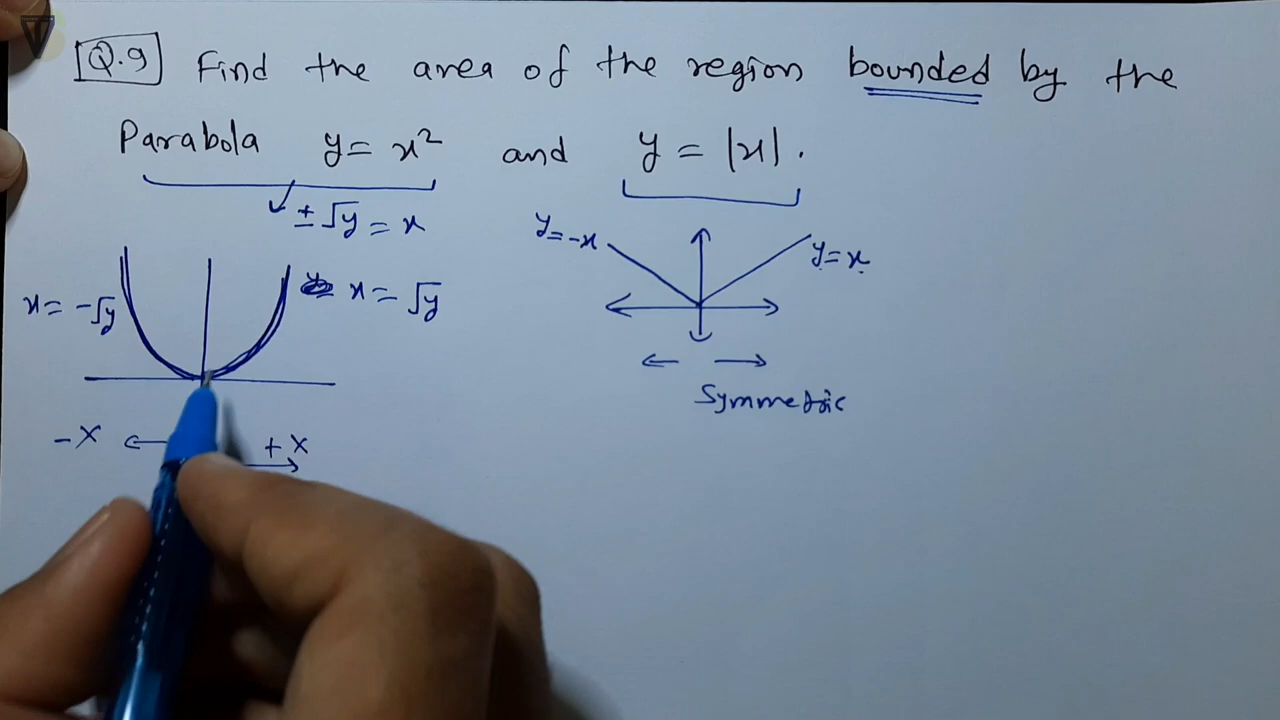 Q.9 Find the area of the region bounded by the
Parabola y = x² and y = |x|.
± √y = x
y = -x
y = x
x = -√y
x = √y
Symmetric
-X
+X